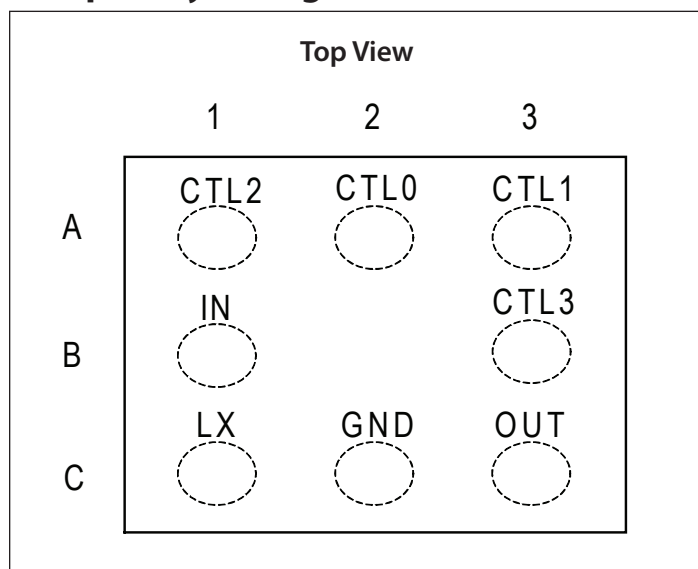 Top View
1 2 3
CTL2 CTL0 CTL1
A
IN CTL3
B
LX GND OUT
C